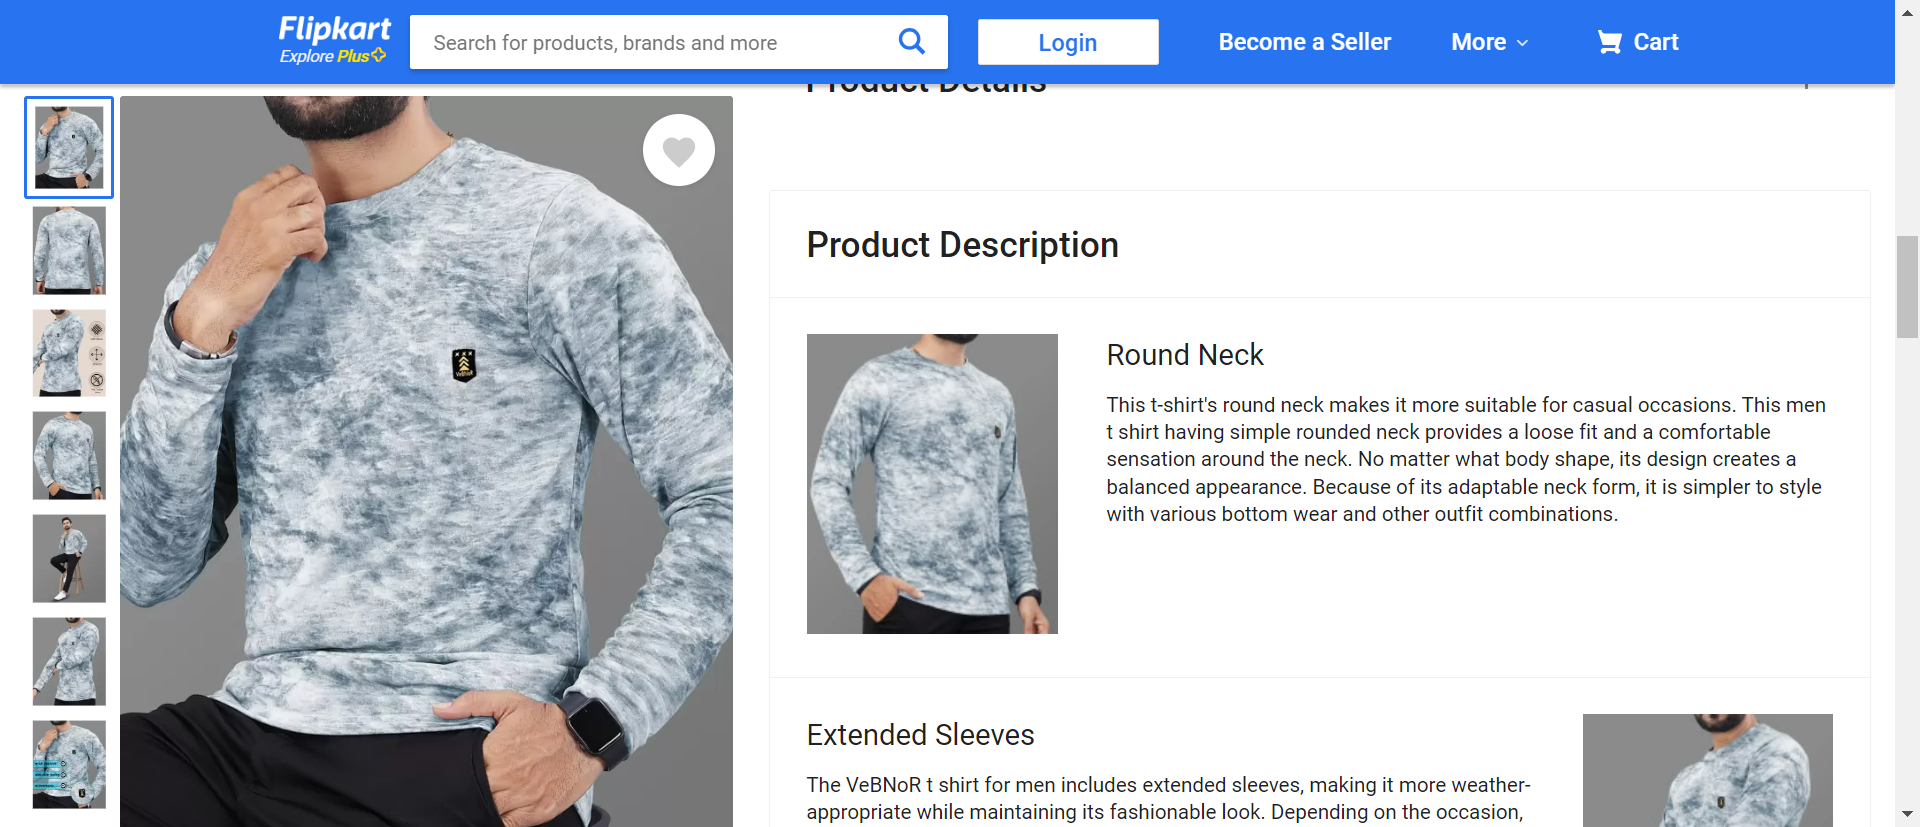 Flipkart
Explore Plus
Search for products, brands and more
Login
Become a Seller
More
Cart
Product Details
VeBNoR
Product Description
Round Neck
This t-shirt's round neck makes it more suitable for casual occasions. This men
t shirt having simple rounded neck provides a loose fit and a comfortable
sensation around the neck. No matter what body shape, its design creates a
balanced appearance. Because of its adaptable neck form, it is simpler to style
with various bottom wear and other outfit combinations.
Extended Sleeves
The VeBNoR t shirt for men includes extended sleeves, making it more weather-
appropriate while maintaining its fashionable look. Depending on the occasion,